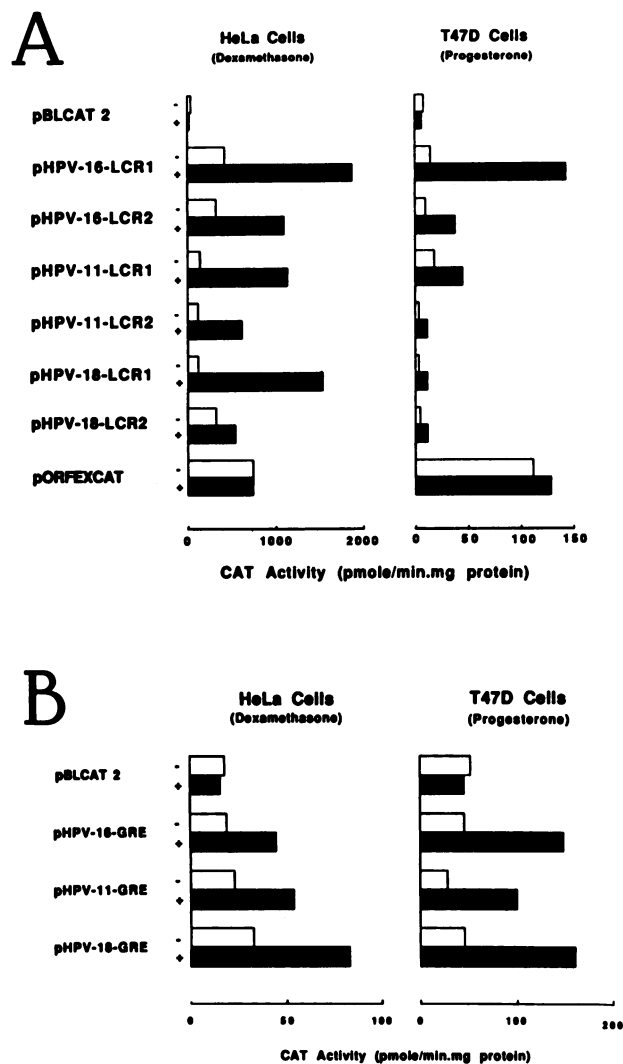 A
HeLa Cells
(Dexamethasone)
T47D Cells
(Progesterone)
pBLCAT 2
-
+
-
+
pHPV-16-LCR1
-
+
-
+
pHPV-16-LCR2
-
+
-
+
pHPV-11-LCR1
-
+
-
+
pHPV-11-LCR2
-
+
-
+
pHPV-18-LCR1
-
+
-
+
pHPV-18-LCR2
-
+
-
+
pORFEXCAT
-
+
-
+
0 1000 2000
0 50 100 150
CAT Activity (pmole/min.mg protein)
B
HeLa Cells
(Dexamethasone)
T47D Cells
(Progesterone)
pBLCAT 2
-
+
pHPV-16-GRE
-
+
pHPV-11-GRE
-
+
pHPV-18-GRE
-
+
0 50 100
0 100 200
CAT Activity (pmole/min.mg protein)